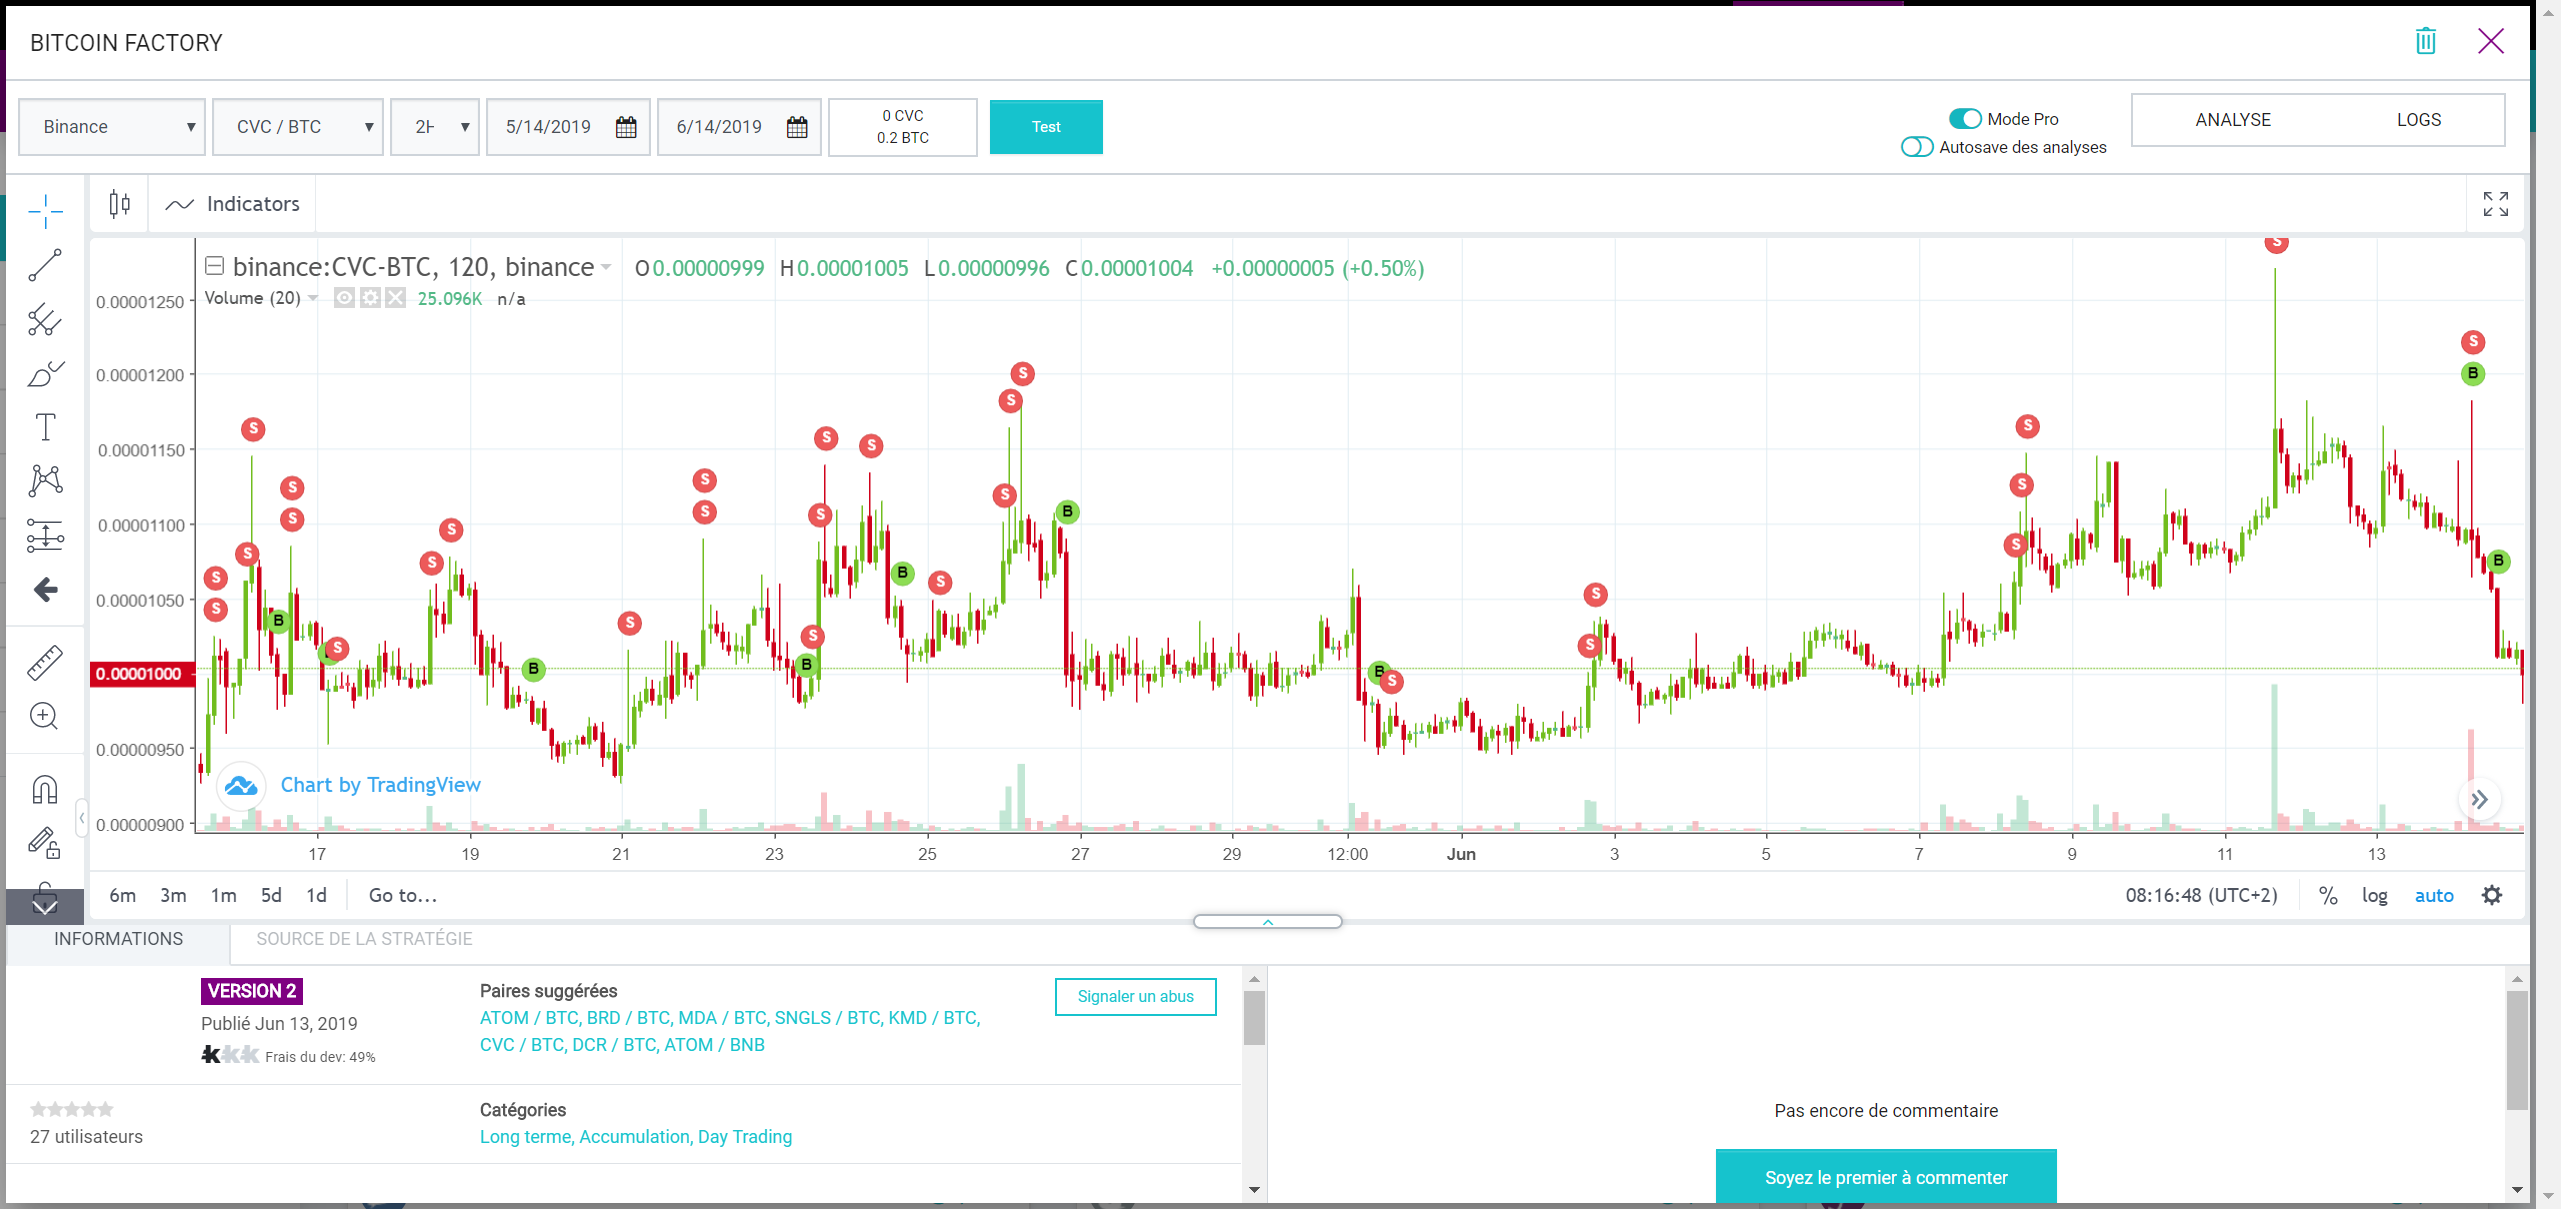 BITCOIN FACTORY
Binance
CVC / BTC
2H
5/14/2019
6/14/2019
0 CVC
0.2 BTC
Test
Mode Pro
Autosave des analyses
ANALYSE
LOGS
Indicators
binance:CVC-BTC, 120, binance
O0.00000999 H0.00001005 L0.00000996 C0.00001004 +0.00000005 (+0.50%)
Volume (20) 25.096K n/a
0.00001250
0.00001200
0.00001150
0.00001100
0.00001050
0.00001000
0.00000950
0.00000900
S
S
S
S
S
S
B
B
S
S
S
B
S
S
S
S
B
S
S
S
B
S
S
S
S
B
B
S
S
S
S
S
S
S
S
B
B
Chart by TradingView
17 19 21 23 25 27 29 12:00 Jun 3 5 7 9 11 13
6m 3m 1m 5d 1d Go to...
08:16:48 (UTC+2) % log auto
INFORMATIONS
SOURCE DE LA STRATÉGIE
VERSION 2
Publié Jun 13, 2019
Frais du dev: 49%
Paires suggérées
ATOM / BTC, BRD / BTC, MDA / BTC, SNGLS / BTC, KMD / BTC,
CVC / BTC, DCR / BTC, ATOM / BNB
Signaler un abus
27 utilisateurs
Catégories
Long terme, Accumulation, Day Trading
Pas encore de commentaire
Soyez le premier à commenter